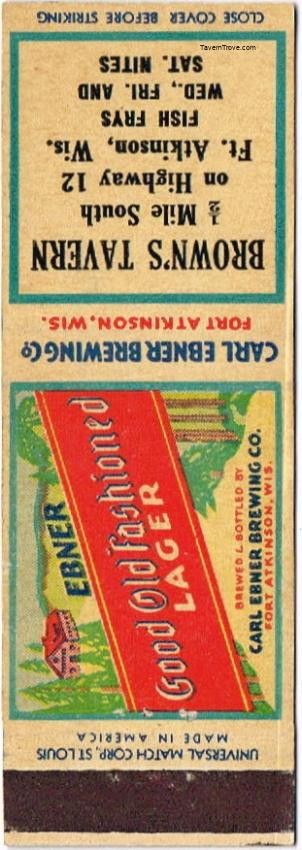 TavernTrove.com
CLOSE COVER BEFORE STRIKING
BROWN'S TAVERN
½ Mile South
on Highway 12
Ft. Atkinson, Wis.
FISH FRYS
WED., FRI. AND
SAT. NITES
CARL EBNER BREWING Co
FORT ATKINSON, WIS.
EBNER
Good Old Fashioned
LAGER
BREWED & BOTTLED BY
CARL EBNER BREWING CO.
FORT ATKINSON, WIS.
UNIVERSAL MATCH CORP., ST. LOUIS
MADE IN AMERICA